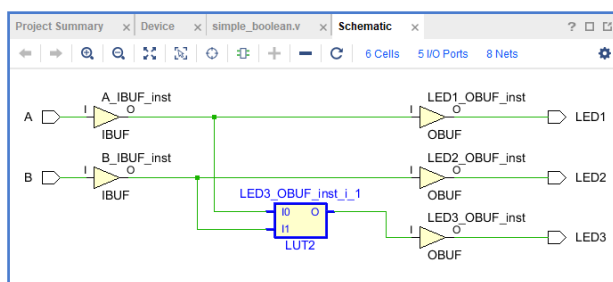 Project Summary × Device × simple_boolean.v × Schematic × ?
6 Cells 5 I/O Ports 8 Nets
A_IBUF_inst LED1_OBUF_inst
A I O I O LED1
IBUF OBUF
B_IBUF_inst LED2_OBUF_inst
B I O I O LED2
IBUF OBUF
LED3_OBUF_inst_i_1
I0 O LED3_OBUF_inst
I1 I O LED3
LUT2 OBUF